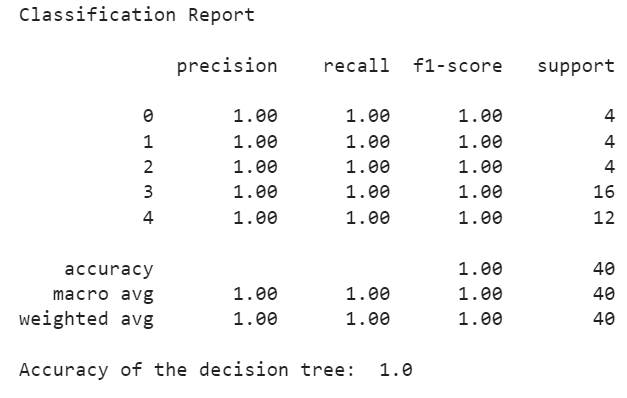 Classification Report
precision recall f1-score support
0 1.00 1.00 1.00 4
1 1.00 1.00 1.00 4
2 1.00 1.00 1.00 4
3 1.00 1.00 1.00 16
4 1.00 1.00 1.00 12
accuracy 1.00 40
macro avg 1.00 1.00 1.00 40
weighted avg 1.00 1.00 1.00 40
Accuracy of the decision tree: 1.0